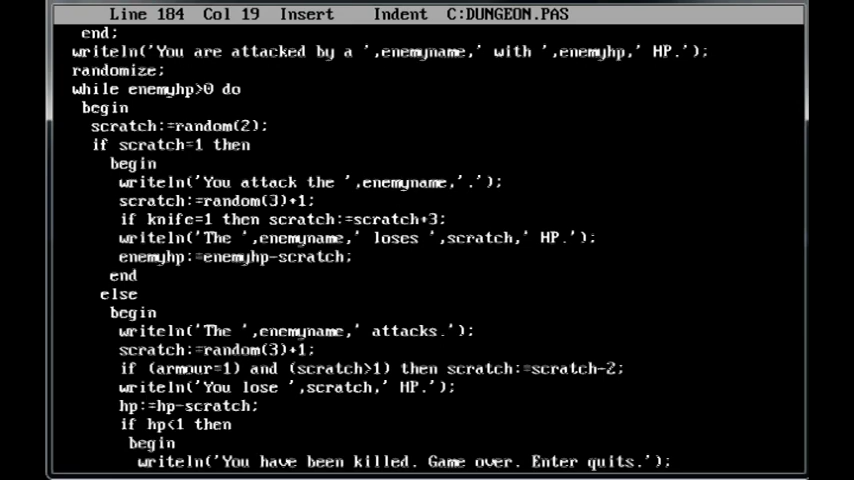 Line 184  Col 19  Insert    Indent  C:DUNGEON.PAS
end;
writeln('You are attacked by a ',enemyname,' with ',enemyhp,' HP.');
randomize;
while enemyhp>0 do
begin
scratch:=random(2);
if scratch=1 then
begin
writeln('You attack the ',enemyname,'.');
scratch:=random(3)+1;
if knife=1 then scratch:=scratch+3;
writeln('The ',enemyname,' loses ',scratch,' HP.');
enemyhp:=enemyhp-scratch;
end
else
begin
writeln('The ',enemyname,' attacks.');
scratch:=random(3)+1;
if (armour=1) and (scratch>1) then scratch:=scratch-2;
writeln('You lose ',scratch,' HP.');
hp:=hp-scratch;
if hp<1 then
begin
writeln('You have been killed. Game over. Enter quits.');